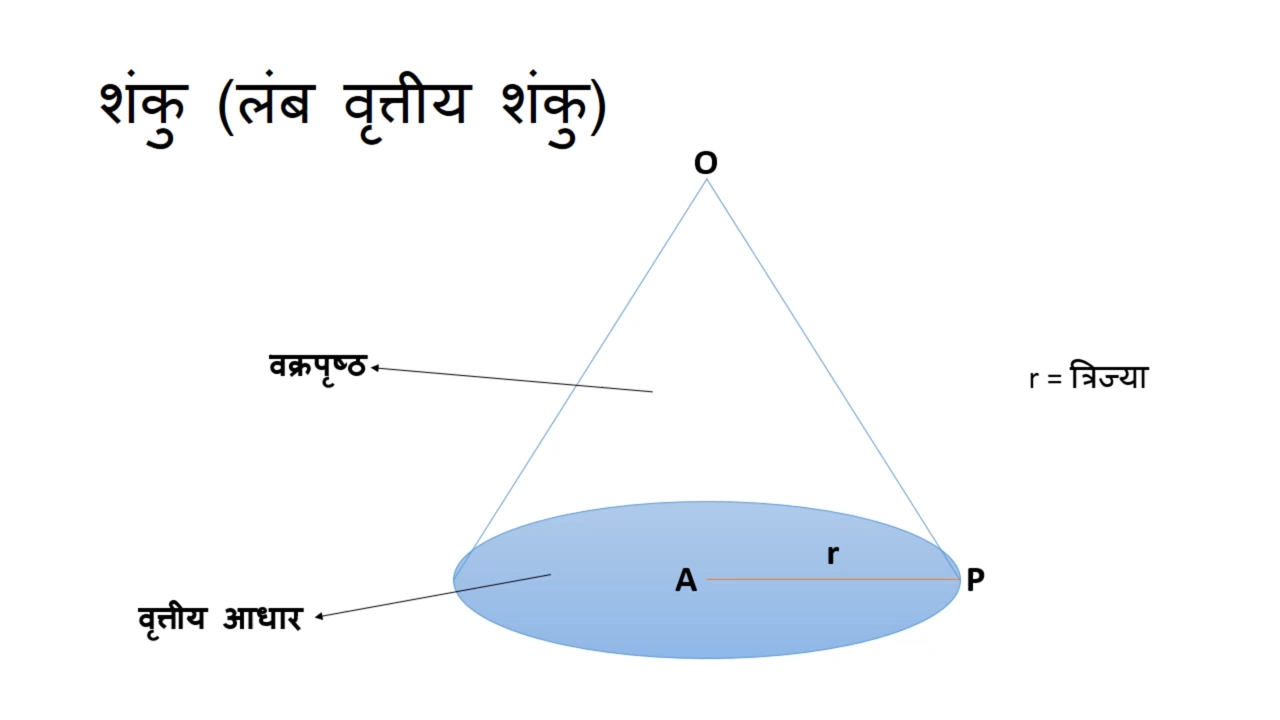 शंकु (लंब वृत्तीय शंकु)
O
वक्रपृष्ठ
r = त्रिज्या
r
A
P
वृत्तीय आधार